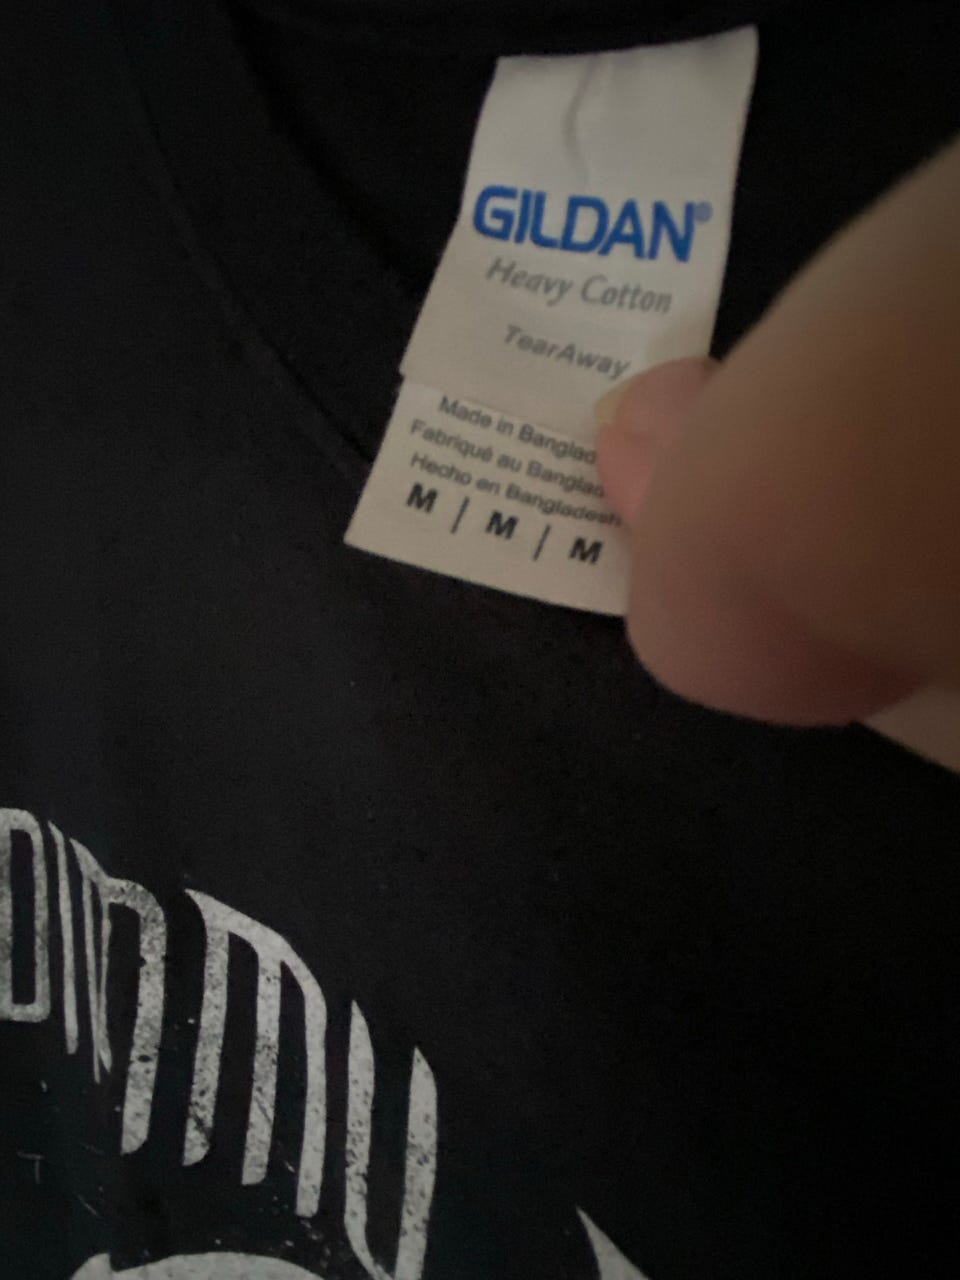 GILDAN®
Heavy Cotton
TearAway
Made in Banglad
Fabriqué au Banglad
Hecho en Bangladesh
M / M / M